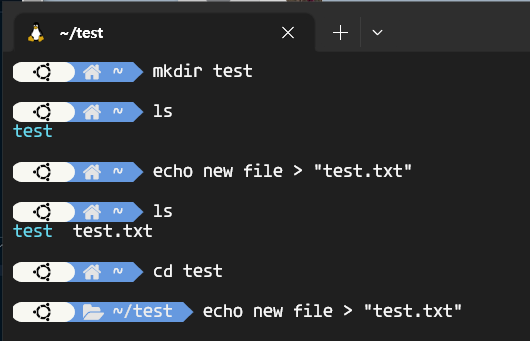 ~/test
~ mkdir test
~ ls
test
~ echo new file > "test.txt"
~ ls
test  test.txt
~ cd test
~/test echo new file > "test.txt"